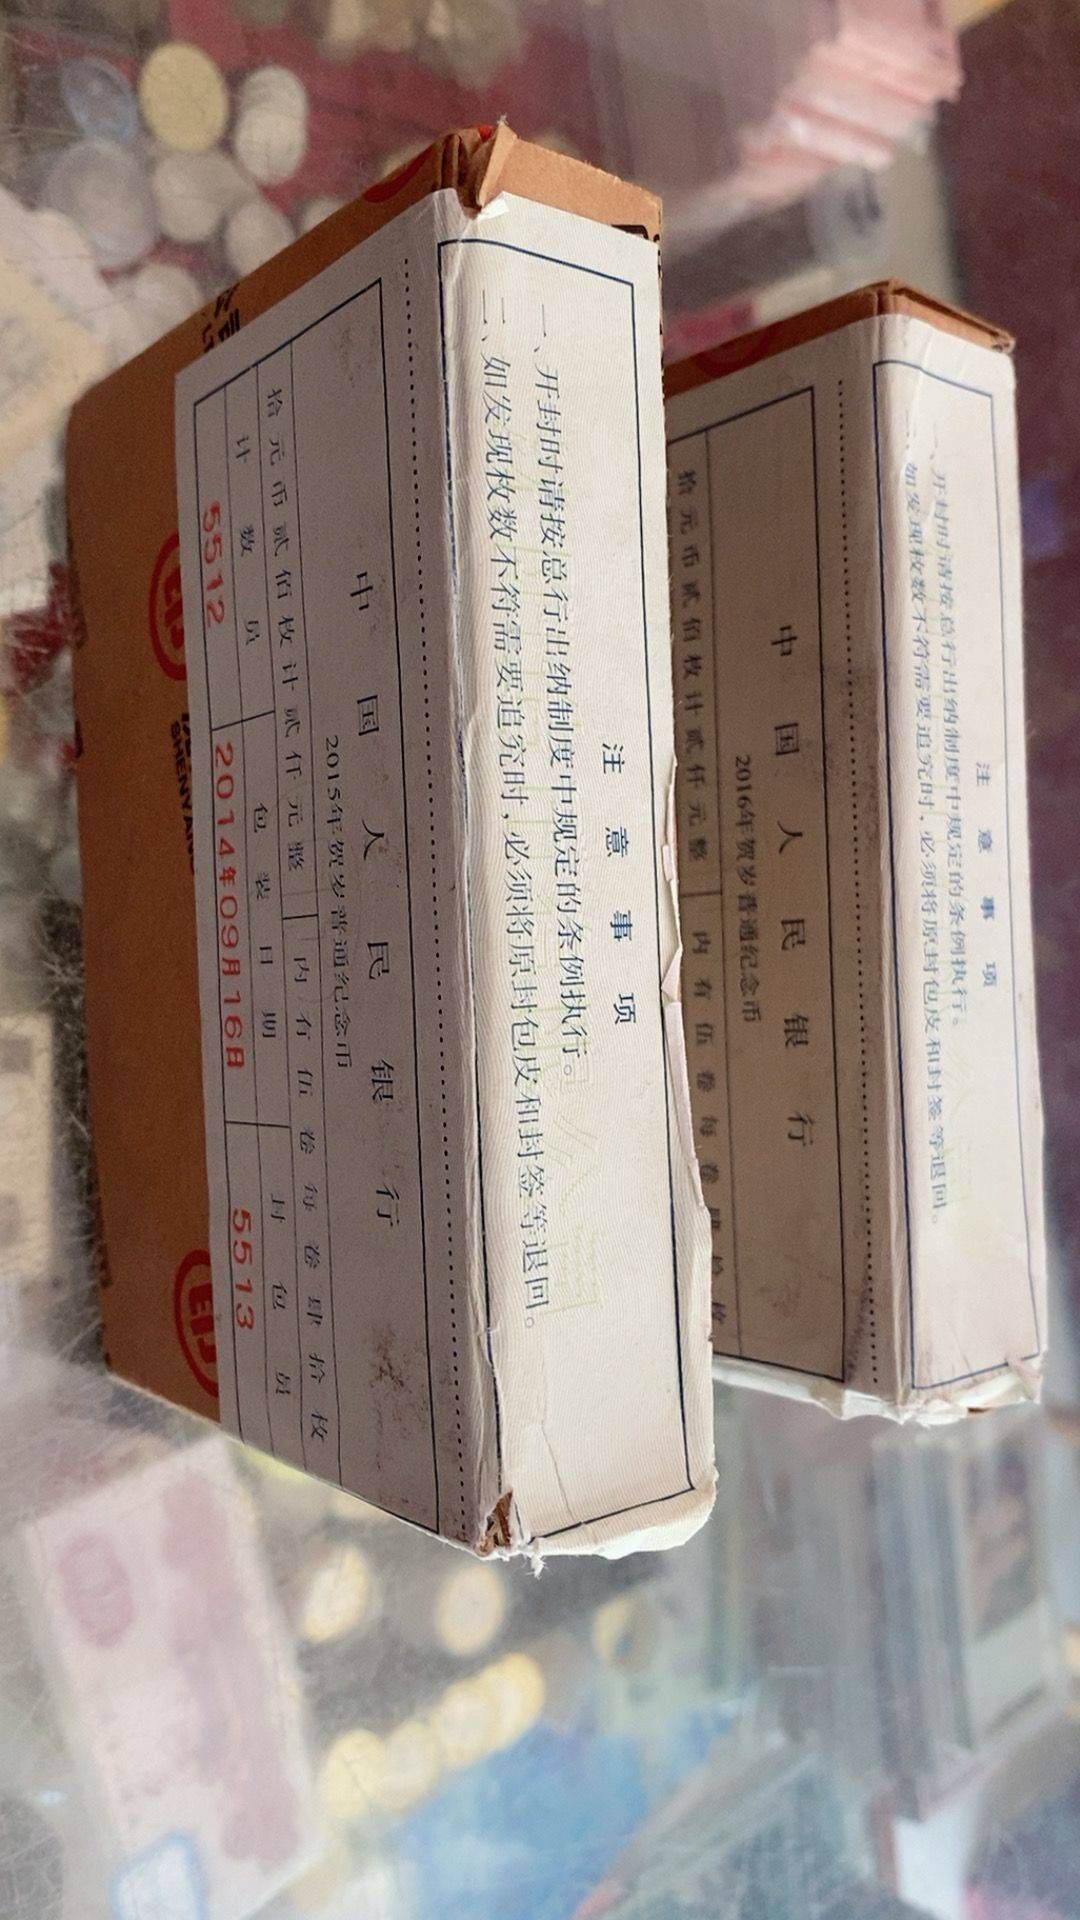 注意事项
一、开封时请按总行出纳制度中规定的条例执行。
二、如发现枚数不符需要追究时，必须将原封包皮和封签等退回。
中国人民银行
2015年贺岁普通纪念币
拾元币贰佰枚计贰仟元整 内有伍卷每卷肆拾枚
计数员 包装日期 封包员
5512 2014年09月16日 5513
SHENYANG
注意事项
一、开封时请按总行出纳制度中规定的条例执行。
二、如发现枚数不符需要追究时，必须将原封包皮和封签等退回。
中国人民银行
2016年贺岁普通纪念币
拾元币贰佰枚计贰仟元整 内有伍卷每卷肆拾枚